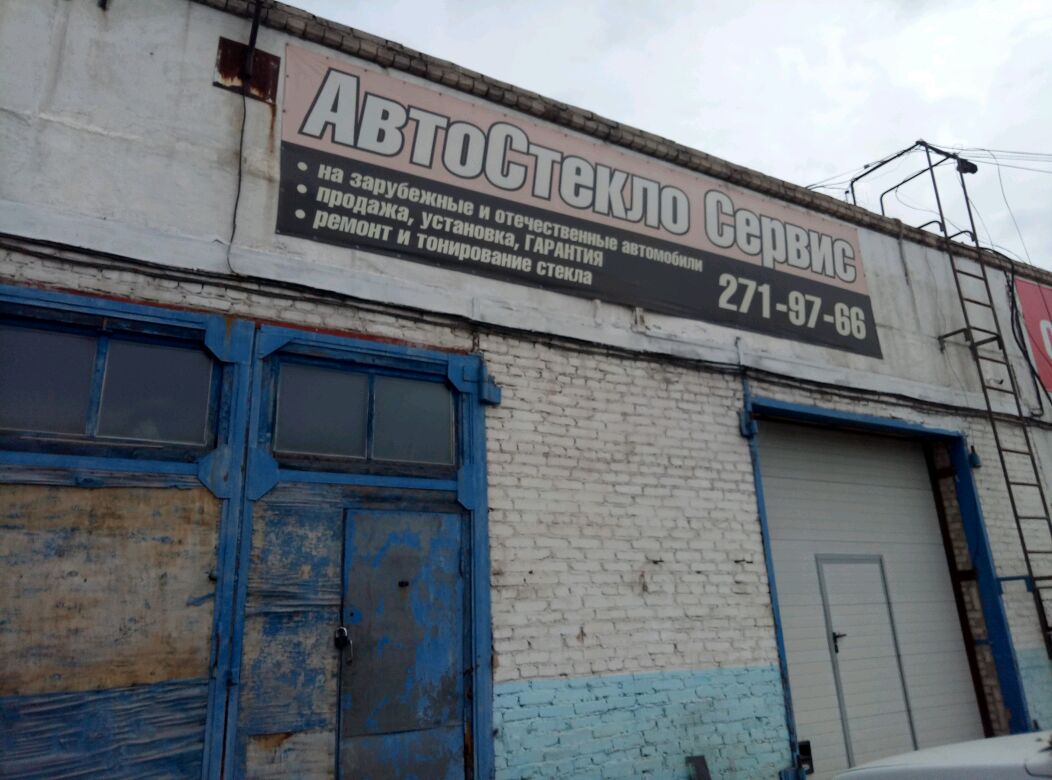 АвтоСтекло Сервис
• на зарубежные и отечественные автомобили
• продажа, установка, ГАРАНТИЯ
• ремонт и тонирование стекла
271-97-66